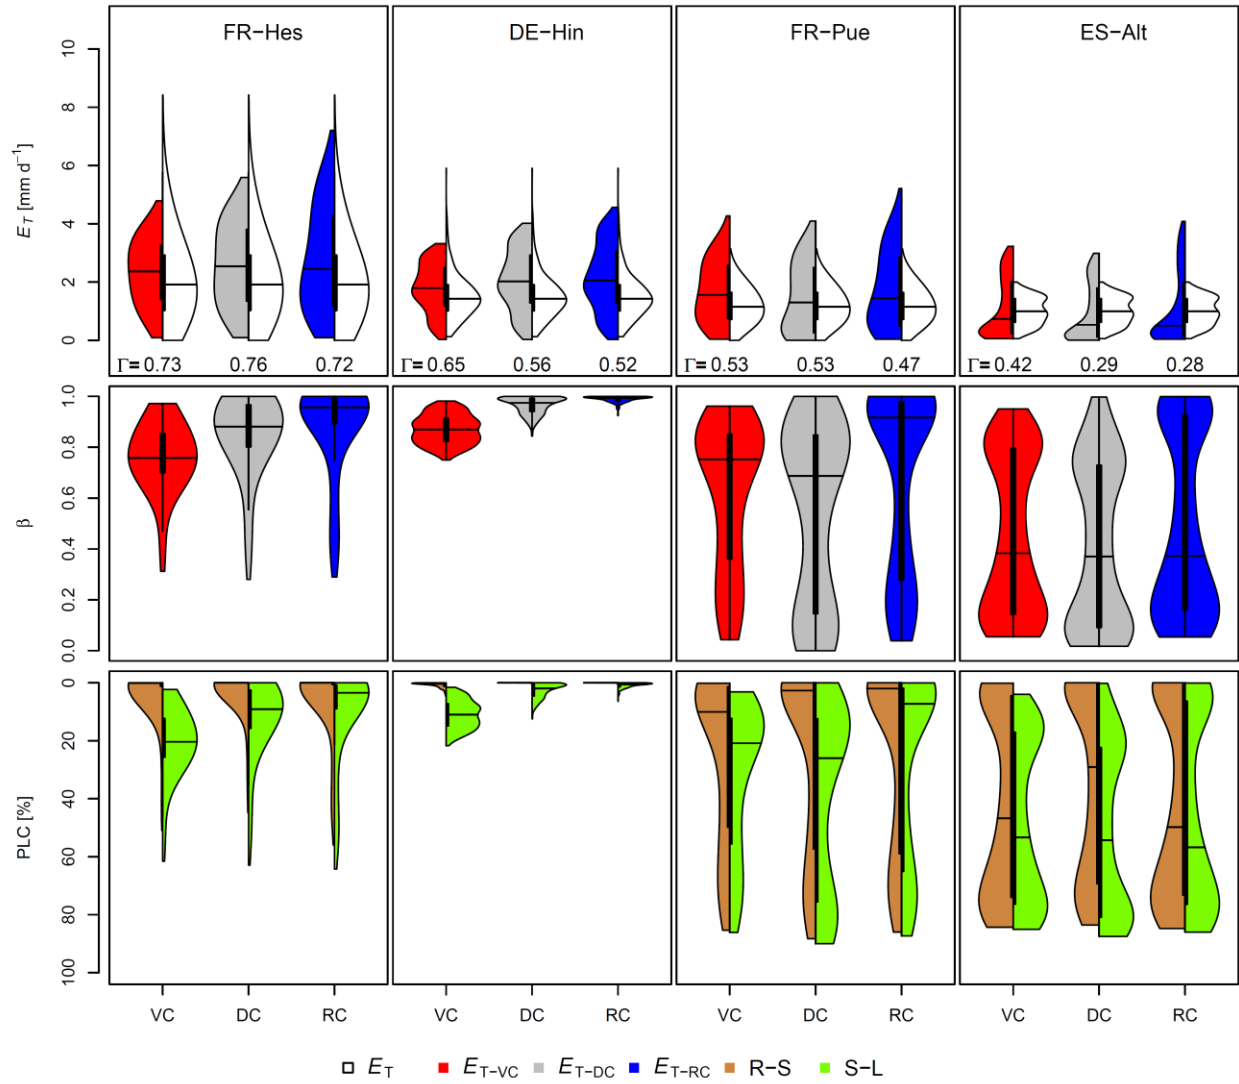 FR−Hes DE−Hin FR−Pue ES−Alt
E_T [mm d⁻¹]
10
8
6
4
2
0
Γ= 0.73 0.76 0.72 Γ= 0.65 0.56 0.52 Γ= 0.53 0.53 0.47 Γ= 0.42 0.29 0.28
β
1.0
0.8
0.6
0.4
0.2
0.0
PLC [%]
0
20
40
60
80
100
VC DC RC VC DC RC VC DC RC VC DC RC
E_T E_T−VC E_T−DC E_T−RC R−S S−L